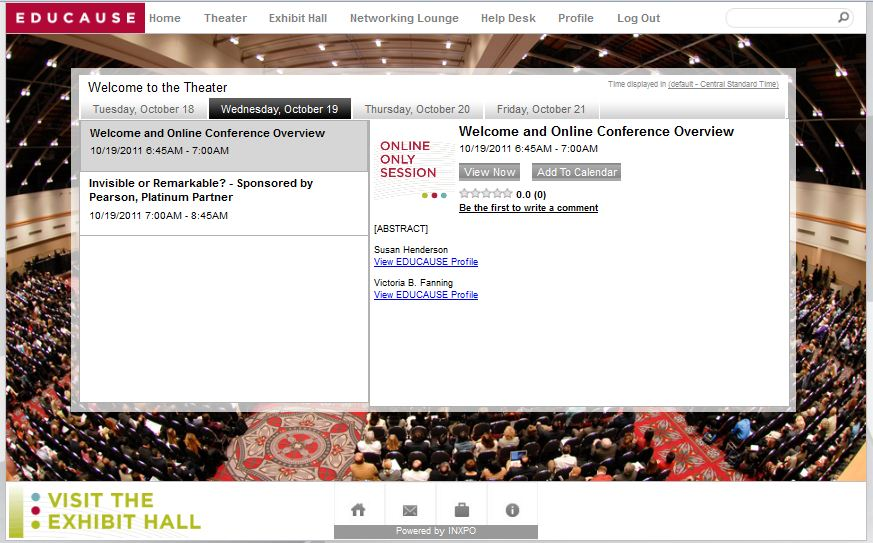 EDUCAUSE Home Theater Exhibit Hall Networking Lounge Help Desk Profile Log Out
Welcome to the Theater
Time displayed in (default - Central Standard Time)
Tuesday, October 18 Wednesday, October 19 Thursday, October 20 Friday, October 21
Welcome and Online Conference Overview
10/19/2011 6:45AM - 7:00AM
Invisible or Remarkable? - Sponsored by
Pearson, Platinum Partner
10/19/2011 7:00AM - 8:45AM
ONLINE
ONLY
SESSION
Welcome and Online Conference Overview
10/19/2011 6:45AM - 7:00AM
View Now Add To Calendar
0.0 (0)
Be the first to write a comment
[ABSTRACT]
Susan Henderson
View EDUCAUSE Profile
Victoria B. Fanning
View EDUCAUSE Profile
VISIT THE
EXHIBIT HALL
Powered by INXPO